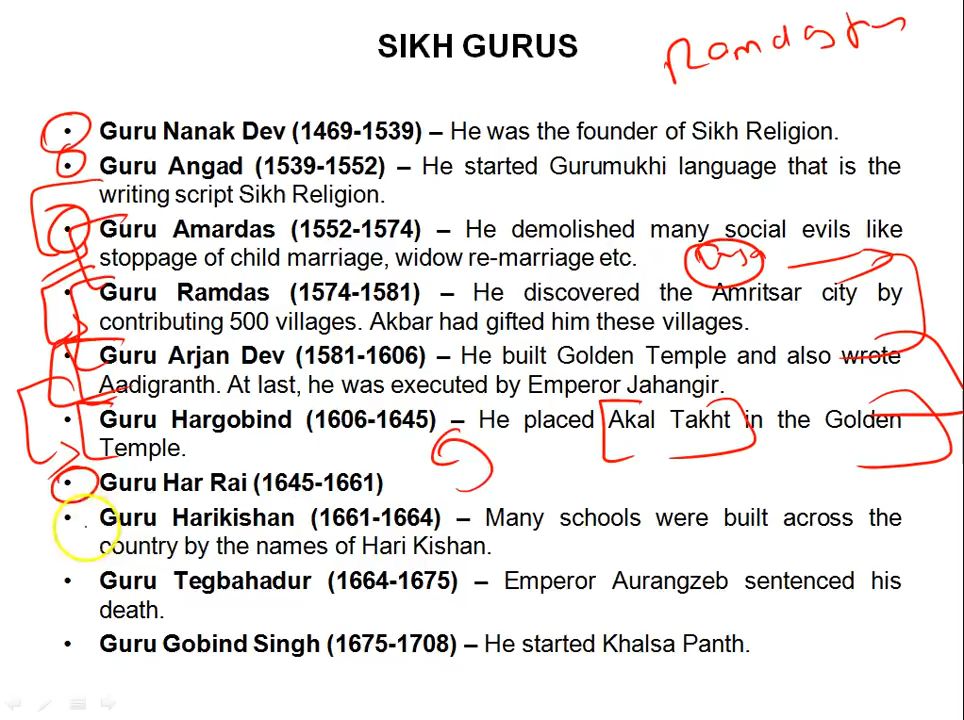 SIKH GURUS
Ramdaspur
• Guru Nanak Dev (1469-1539) – He was the founder of Sikh Religion.
• Guru Angad (1539-1552) – He started Gurumukhi language that is the
writing script Sikh Religion.
• Guru Amardas (1552-1574) – He demolished many social evils like
stoppage of child marriage, widow re-marriage etc.
• Guru Ramdas (1574-1581) – He discovered the Amritsar city by
contributing 500 villages. Akbar had gifted him these villages.
• Guru Arjan Dev (1581-1606) – He built Golden Temple and also wrote
Aadigranth. At last, he was executed by Emperor Jahangir.
• Guru Hargobind (1606-1645) – He placed Akal Takht in the Golden
Temple.
• Guru Har Rai (1645-1661)
• Guru Harikishan (1661-1664) – Many schools were built across the
country by the names of Hari Kishan.
• Guru Tegbahadur (1664-1675) – Emperor Aurangzeb sentenced his
death.
• Guru Gobind Singh (1675-1708) – He started Khalsa Panth.